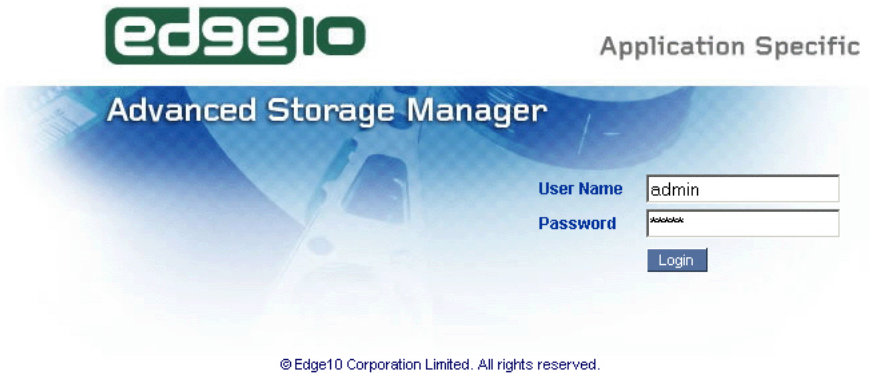 edge10
Application Specific
Advanced Storage Manager
User Name admin
Password *****
Login
© Edge10 Corporation Limited. All rights reserved.